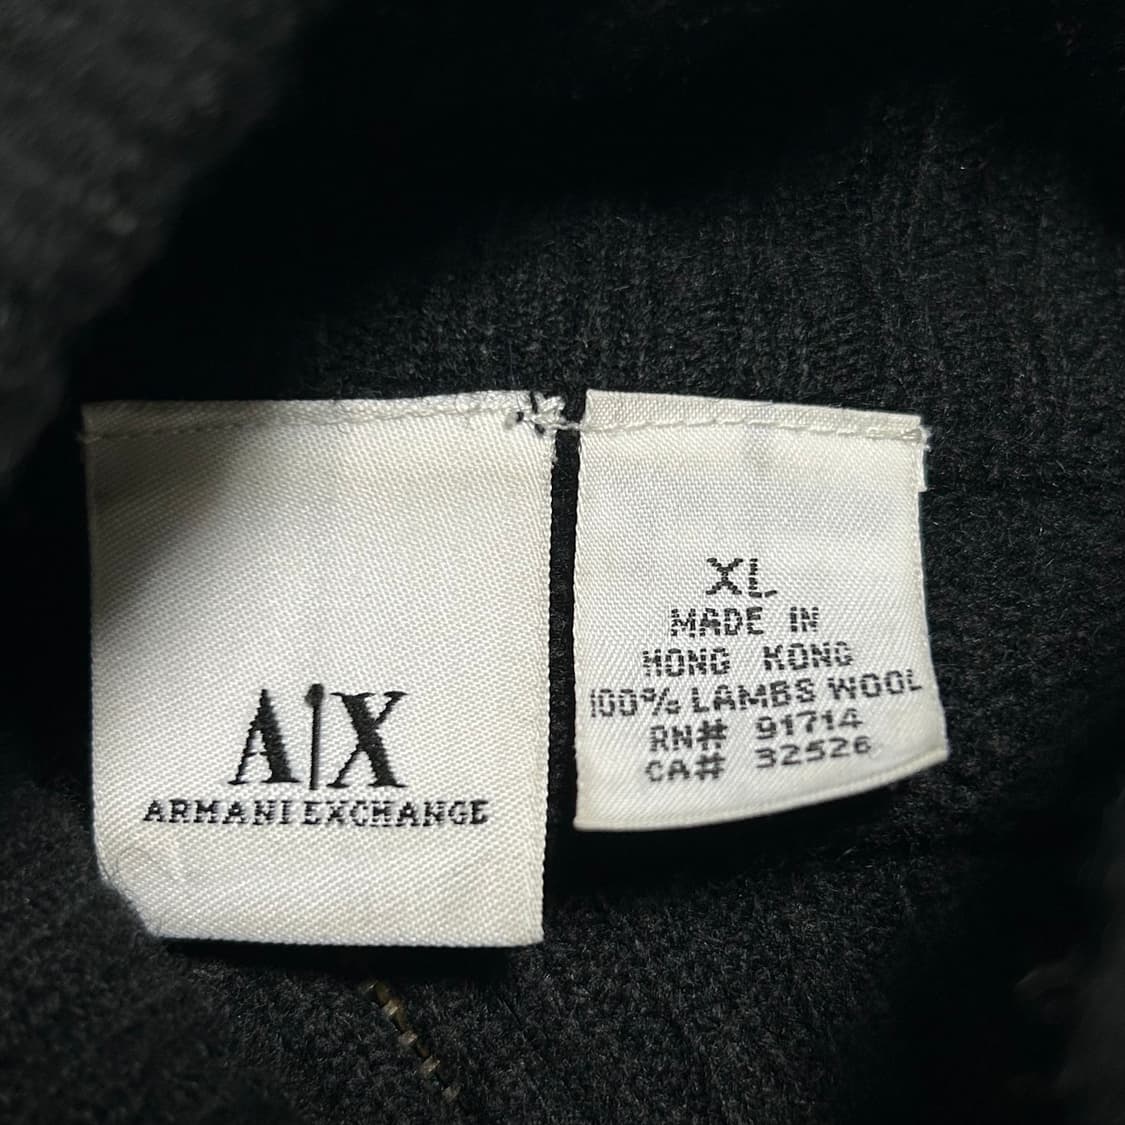 A|X
ARMANI EXCHANGE
XL
MADE IN
HONG KONG
100% LAMBS WOOL
RN# 91714
CA# 32526